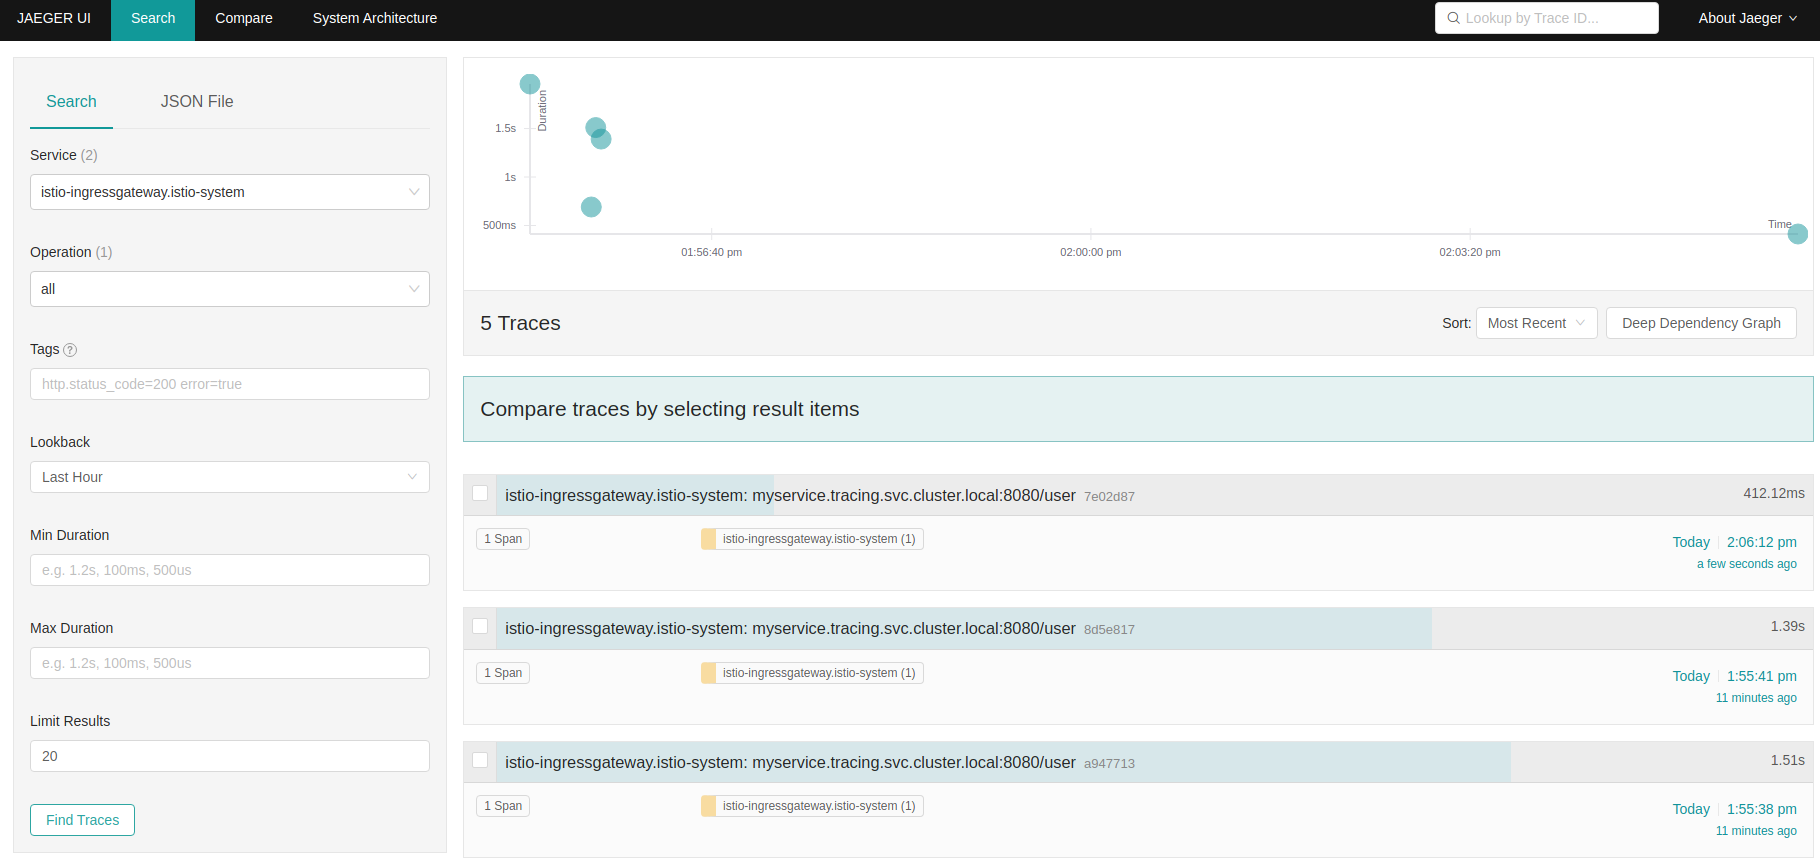 JAEGER UI Search Compare System Architecture Lookup by Trace ID... About Jaeger
Search JSON File
Service (2)
istio-ingressgateway.istio-system
Operation (1)
all
Tags ?
http.status_code=200 error=true
Lookback
Last Hour
Min Duration
e.g. 1.2s, 100ms, 500us
Max Duration
e.g. 1.2s, 100ms, 500us
Limit Results
20
Find Traces
Duration
1.5s
1s
500ms
Time
01:56:40 pm 02:00:00 pm 02:03:20 pm
5 Traces Sort: Most Recent Deep Dependency Graph
Compare traces by selecting result items
istio-ingressgateway.istio-system: myservice.tracing.svc.cluster.local:8080/user 7e02d87 412.12ms
1 Span istio-ingressgateway.istio-system (1) Today 2:06:12 pm
a few seconds ago
istio-ingressgateway.istio-system: myservice.tracing.svc.cluster.local:8080/user 8d5e817 1.39s
1 Span istio-ingressgateway.istio-system (1) Today 1:55:41 pm
11 minutes ago
istio-ingressgateway.istio-system: myservice.tracing.svc.cluster.local:8080/user a947713 1.51s
1 Span istio-ingressgateway.istio-system (1) Today 1:55:38 pm
11 minutes ago